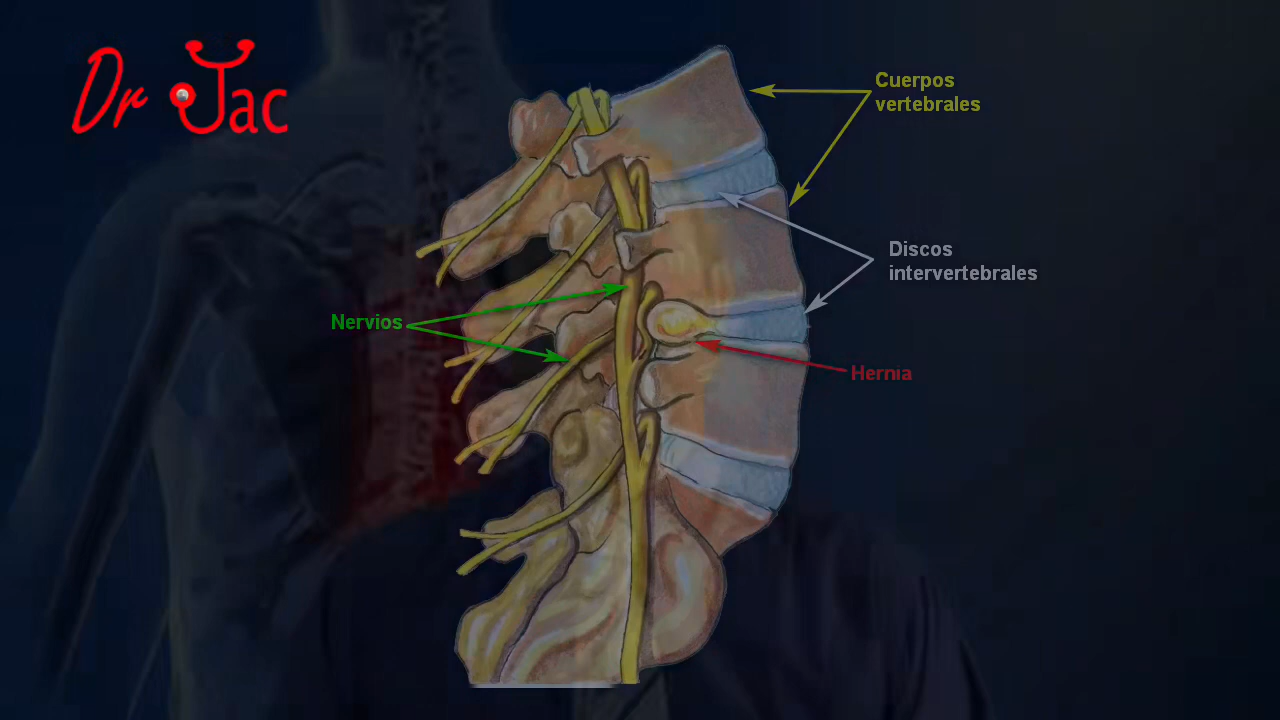 Dr Jac
Cuerpos
vertebrales
Discos
intervertebrales
Nervios
Hernia